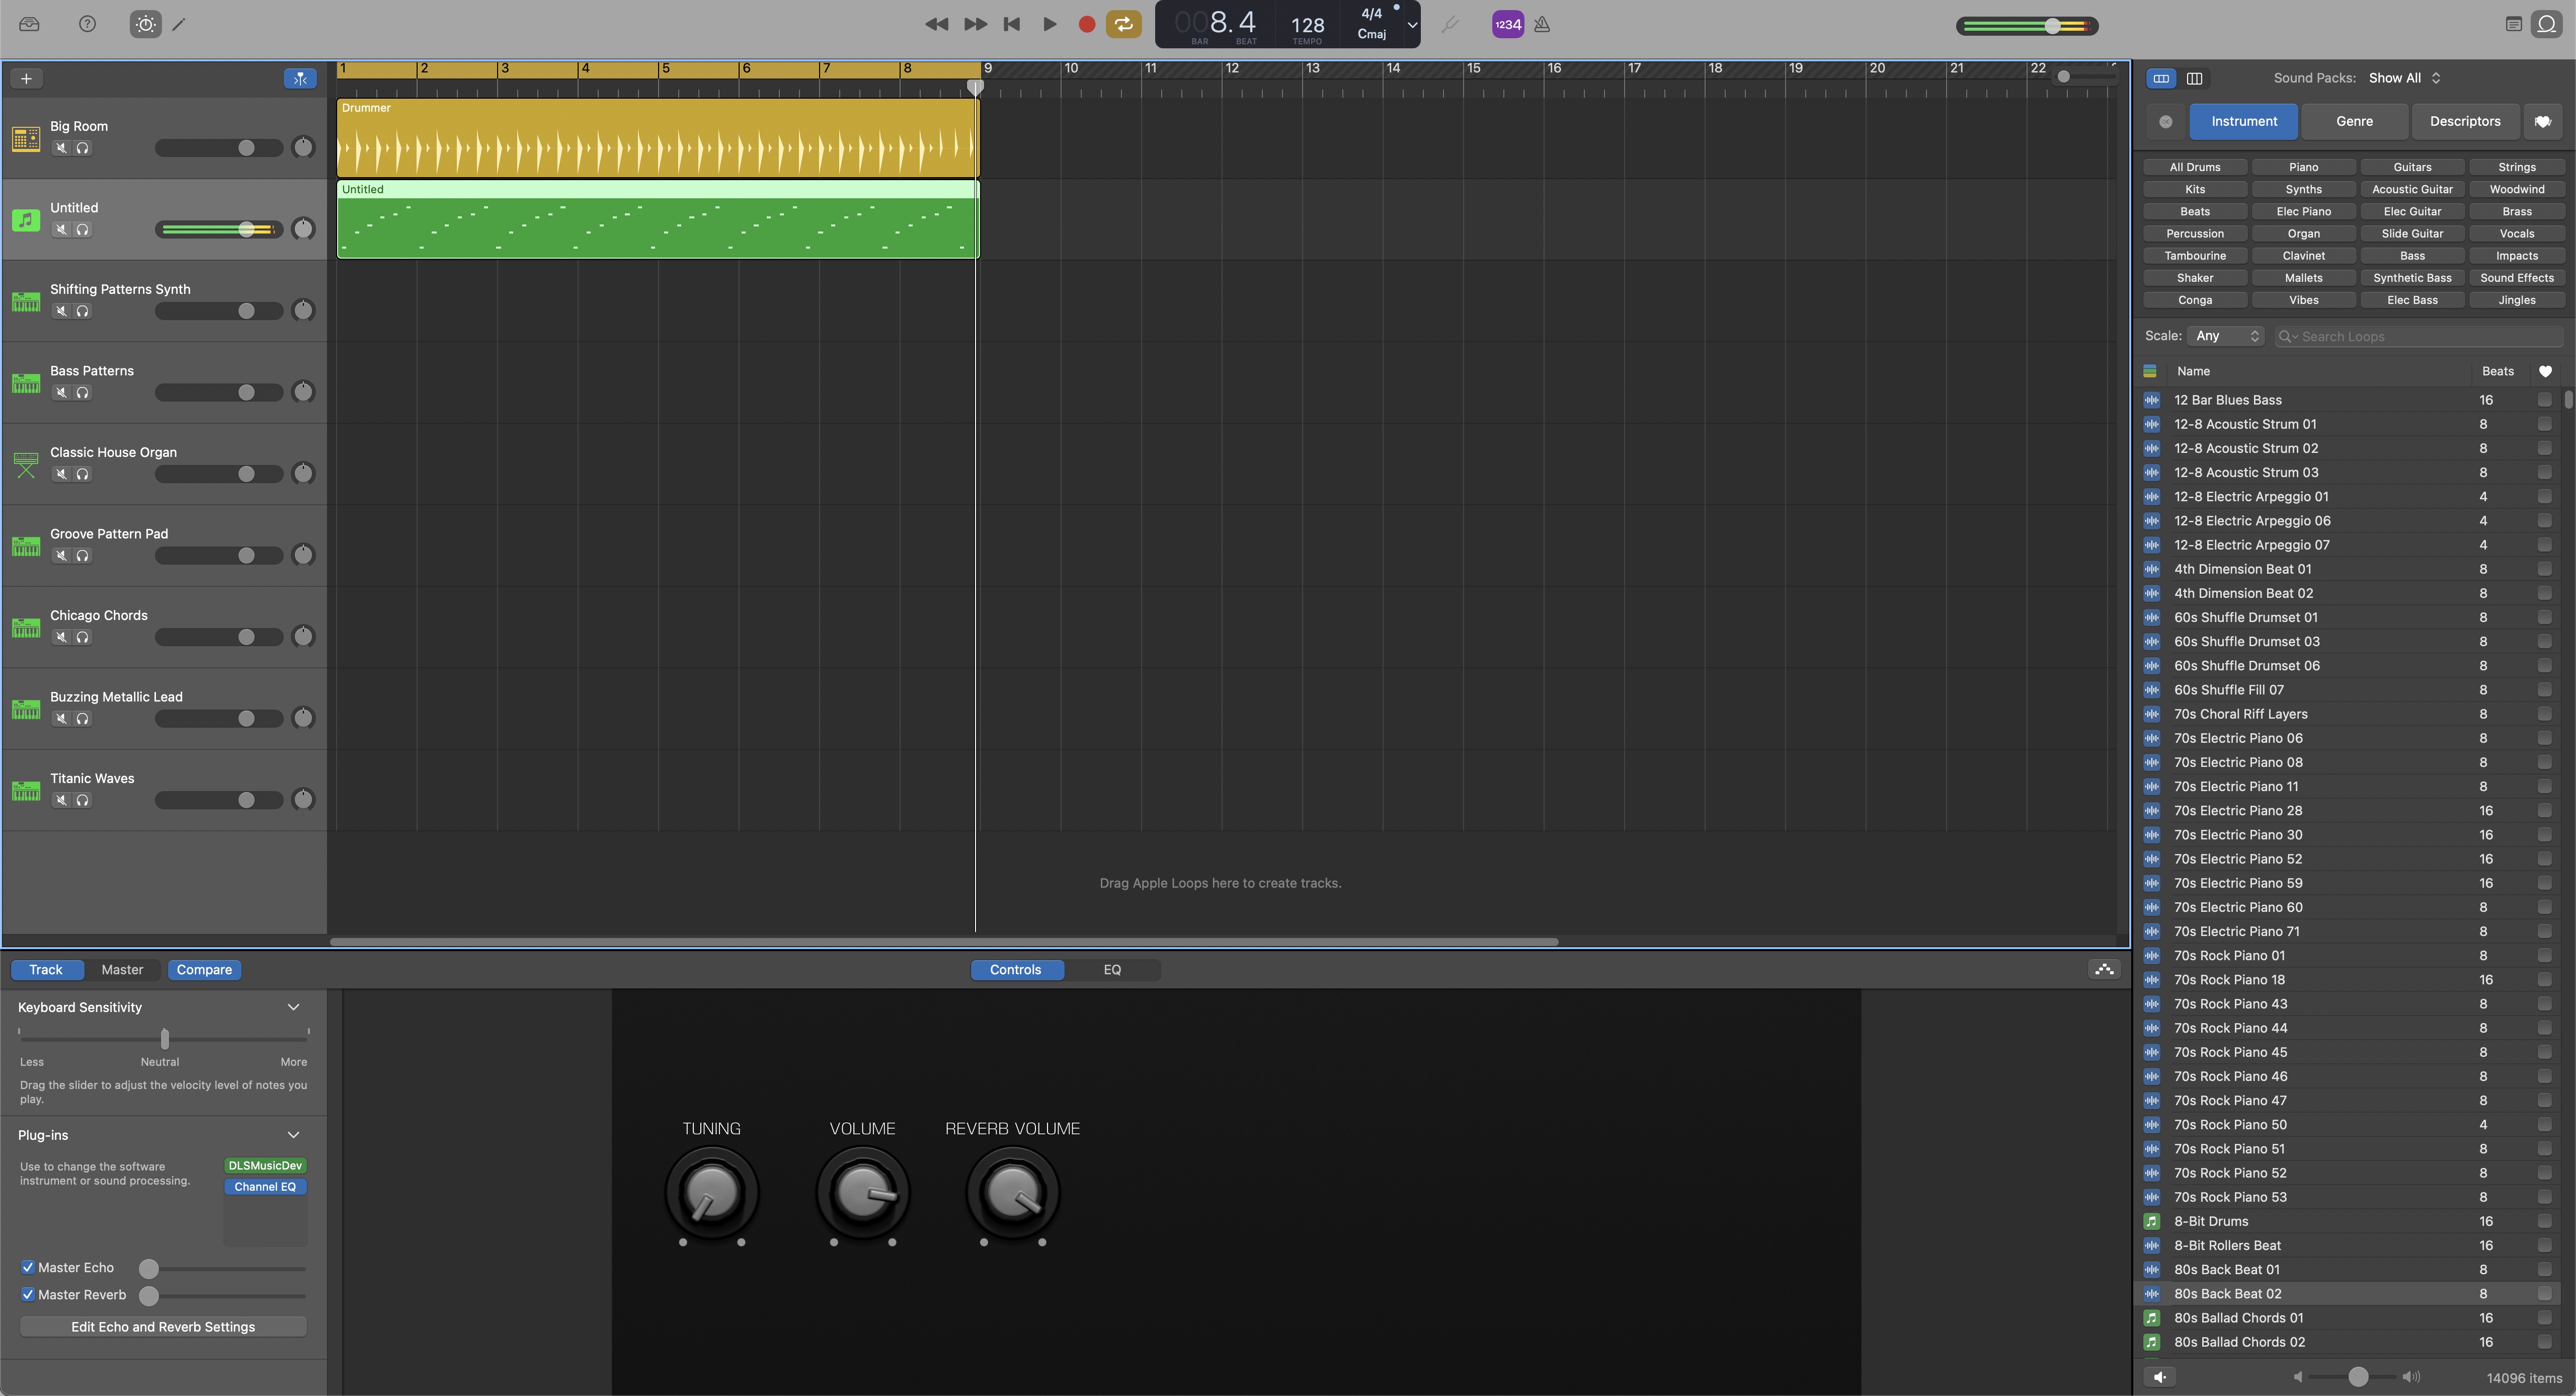 008.4
BAR BEAT
128
TEMPO
4/4
Cmaj
1234
1 2 3 4 5 6 7 8 9 10 11 12 13 14 15 16 17 18 19 20 21 22
Big Room
Drummer
Untitled
Untitled
Shifting Patterns Synth
Bass Patterns
Classic House Organ
Groove Pattern Pad
Chicago Chords
Buzzing Metallic Lead
Titanic Waves
Drag Apple Loops here to create tracks.
Track Master Compare
Controls EQ
Keyboard Sensitivity
Less Neutral More
Drag the slider to adjust the velocity level of notes you
play.
Plug-ins
Use to change the software
instrument or sound processing.
DLSMusicDev
Channel EQ
Master Echo
Master Reverb
Edit Echo and Reverb Settings
TUNING VOLUME REVERB VOLUME
Sound Packs: Show All
Instrument Genre Descriptors
All Drums Piano Guitars Strings
Kits Synths Acoustic Guitar Woodwind
Beats Elec Piano Elec Guitar Brass
Percussion Organ Slide Guitar Vocals
Tambourine Clavinet Bass Impacts
Shaker Mallets Synthetic Bass Sound Effects
Conga Vibes Elec Bass Jingles
Scale: Any Search Loops
Name Beats
12 Bar Blues Bass 16
12-8 Acoustic Strum 01 8
12-8 Acoustic Strum 02 8
12-8 Acoustic Strum 03 8
12-8 Electric Arpeggio 01 4
12-8 Electric Arpeggio 06 4
12-8 Electric Arpeggio 07 4
4th Dimension Beat 01 8
4th Dimension Beat 02 8
60s Shuffle Drumset 01 8
60s Shuffle Drumset 03 8
60s Shuffle Drumset 06 8
60s Shuffle Fill 07 8
70s Choral Riff Layers 8
70s Electric Piano 06 8
70s Electric Piano 08 8
70s Electric Piano 11 8
70s Electric Piano 28 16
70s Electric Piano 30 16
70s Electric Piano 52 16
70s Electric Piano 59 16
70s Electric Piano 60 8
70s Electric Piano 71 8
70s Rock Piano 01 8
70s Rock Piano 18 16
70s Rock Piano 43 8
70s Rock Piano 44 8
70s Rock Piano 45 8
70s Rock Piano 46 8
70s Rock Piano 47 8
70s Rock Piano 50 4
70s Rock Piano 51 8
70s Rock Piano 52 8
70s Rock Piano 53 8
8-Bit Drums 16
8-Bit Rollers Beat 16
80s Back Beat 01 8
80s Back Beat 02 8
80s Ballad Chords 01 16
80s Ballad Chords 02 16
14096 items